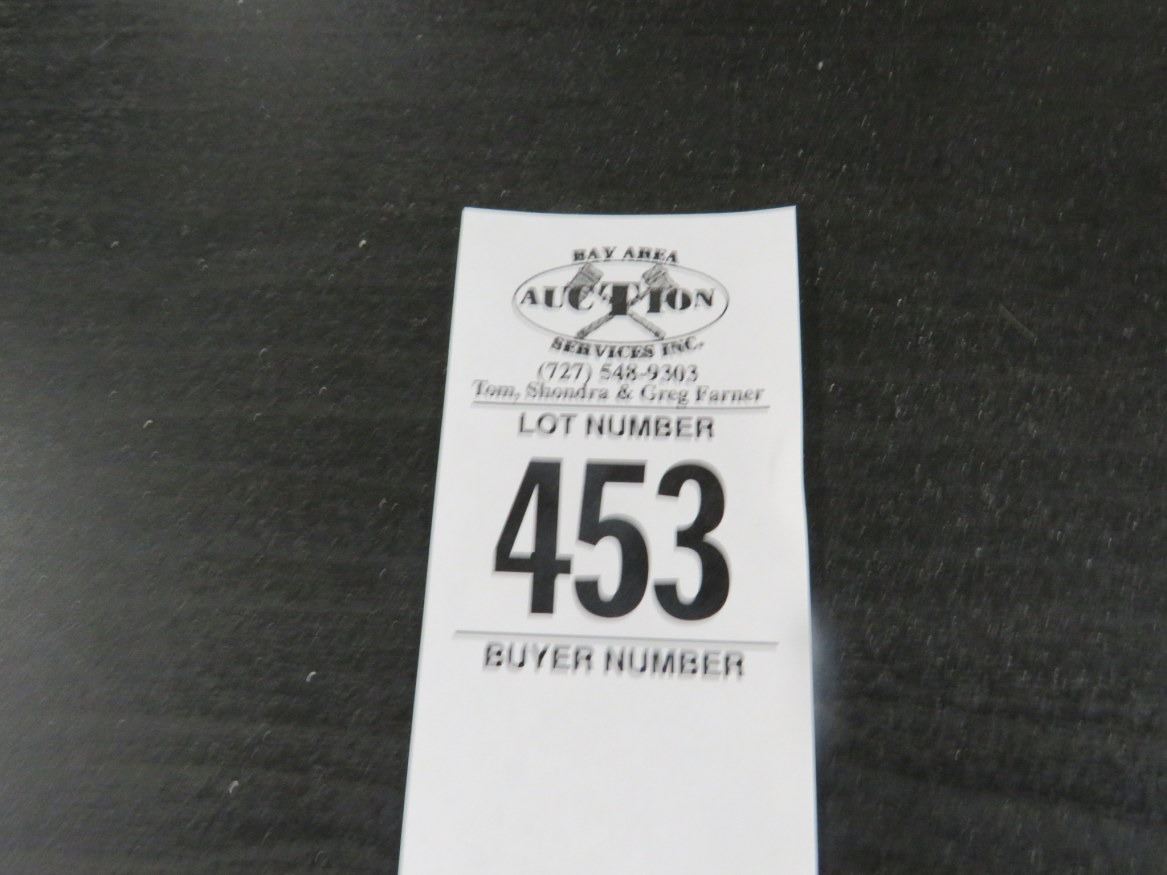 BAY AREA
AUCTION
SERVICES INC.
(727) 548-9303
Tom, Shondra & Greg Farner
LOT NUMBER
453
BUYER NUMBER